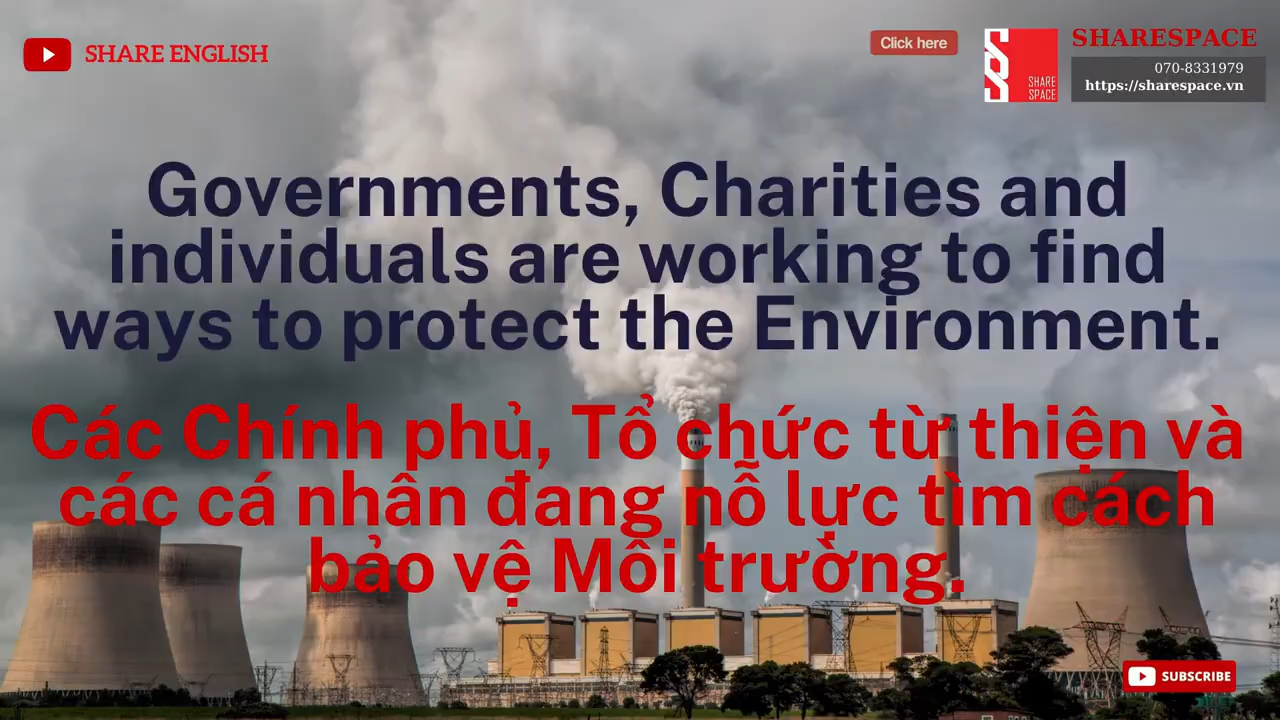 SHARE ENGLISH
Click here
SHARE
SPACE
SHARESPACE
070-8331979
https://sharespace.vn
Governments, Charities and
individuals are working to find
ways to protect the Environment.
Các Chính phủ, Tổ chức từ thiện và
các cá nhân đang nỗ lực tìm cách
bảo vệ Môi trường.
SUBSCRIBE